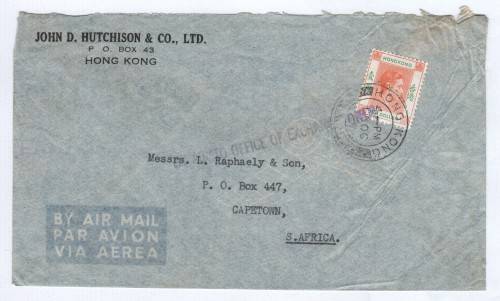 JOHN D. HUTCHISON & CO., LTD.
P O. BOX 43
HONG KONG
HONGKONG
HONG KONG
OFFICE OF
Messrs. L. Raphaely & Son,
P. O. Box 447,
CAPETOWN,
S.AFRICA.
BY AIR MAIL
PAR AVION
VIA AEREA